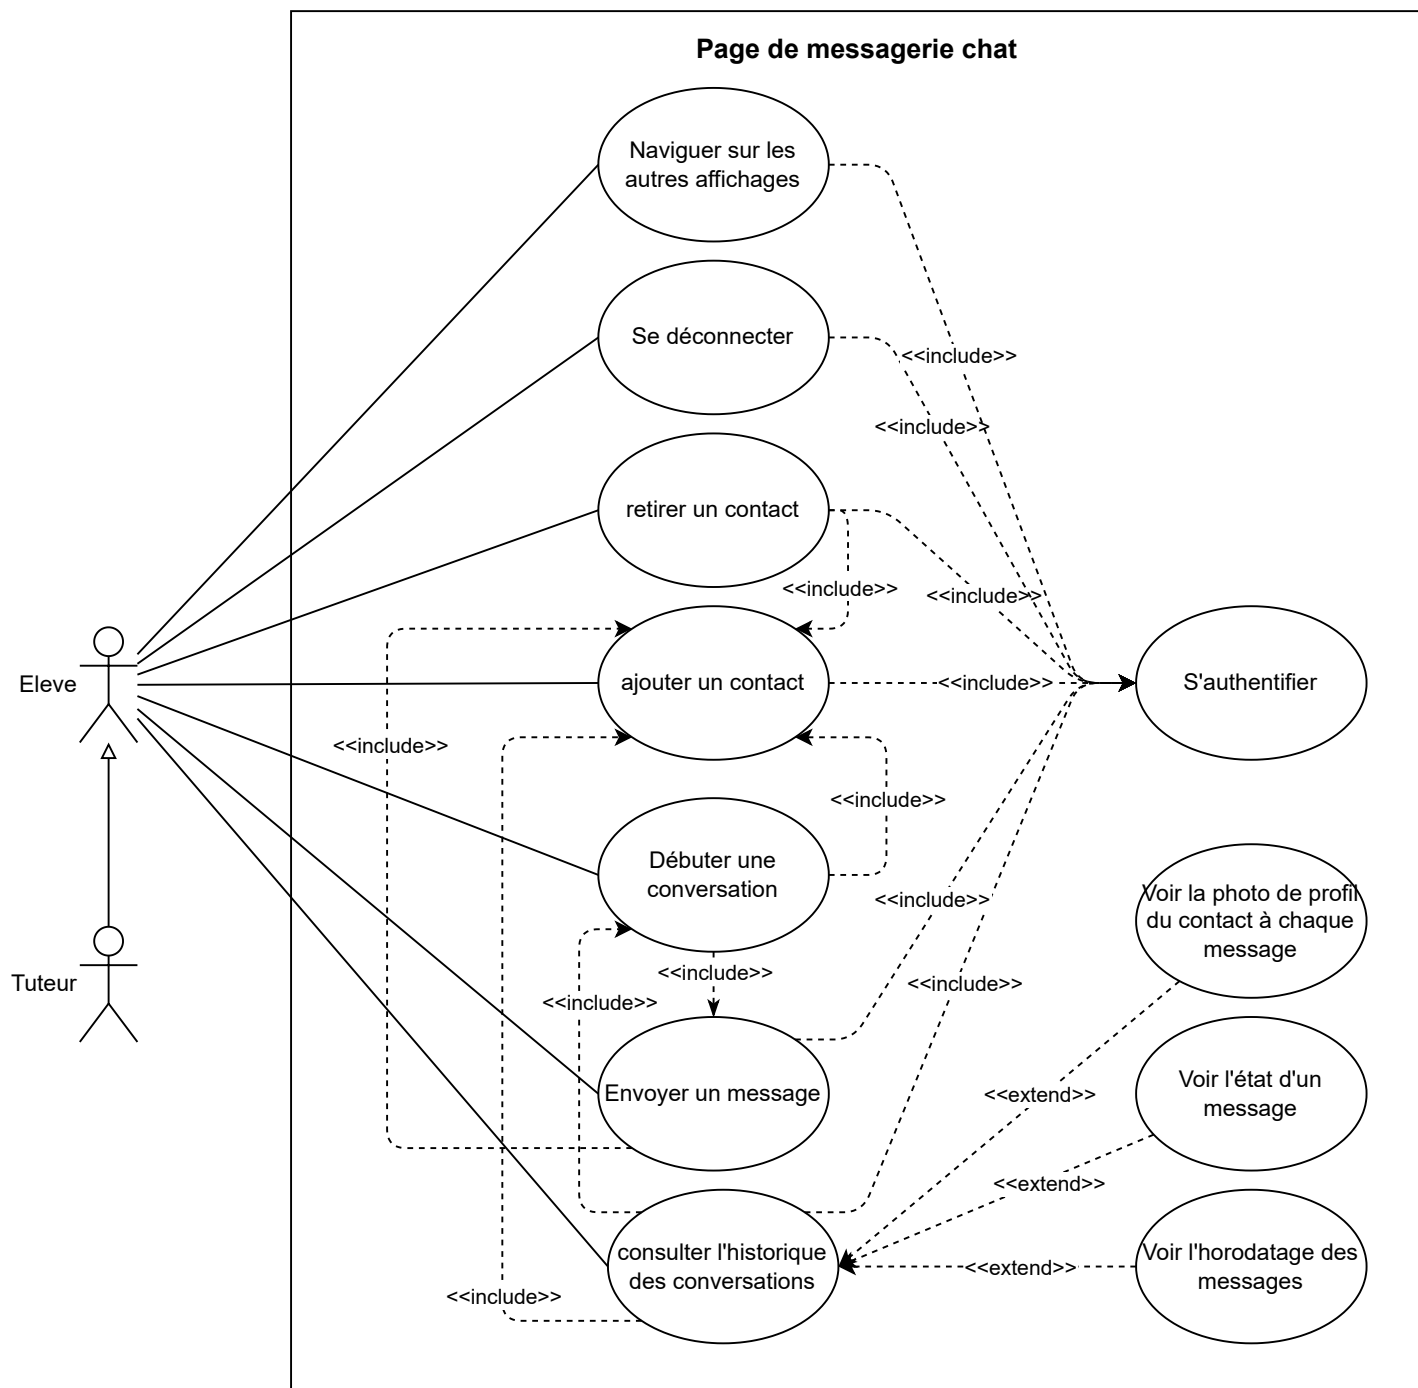 Page de messagerie chat
Naviguer sur les
autres affichages
Se déconnecter
<<include>>
<<include>>
retirer un contact
<<include>>
<<include>>
Eleve
ajouter un contact
<<include>>
S'authentifier
<<include>>
<<include>>
Débuter une
conversation
<<include>>
Voir la photo de profil
du contact à chaque
message
<<include>>
<<include>>
<<include>>
Tuteur
Envoyer un message
<<extend>>
Voir l'état d'un
message
<<extend>>
consulter l'historique
des conversations
<<extend>>
Voir l'horodatage des
messages
<<include>>